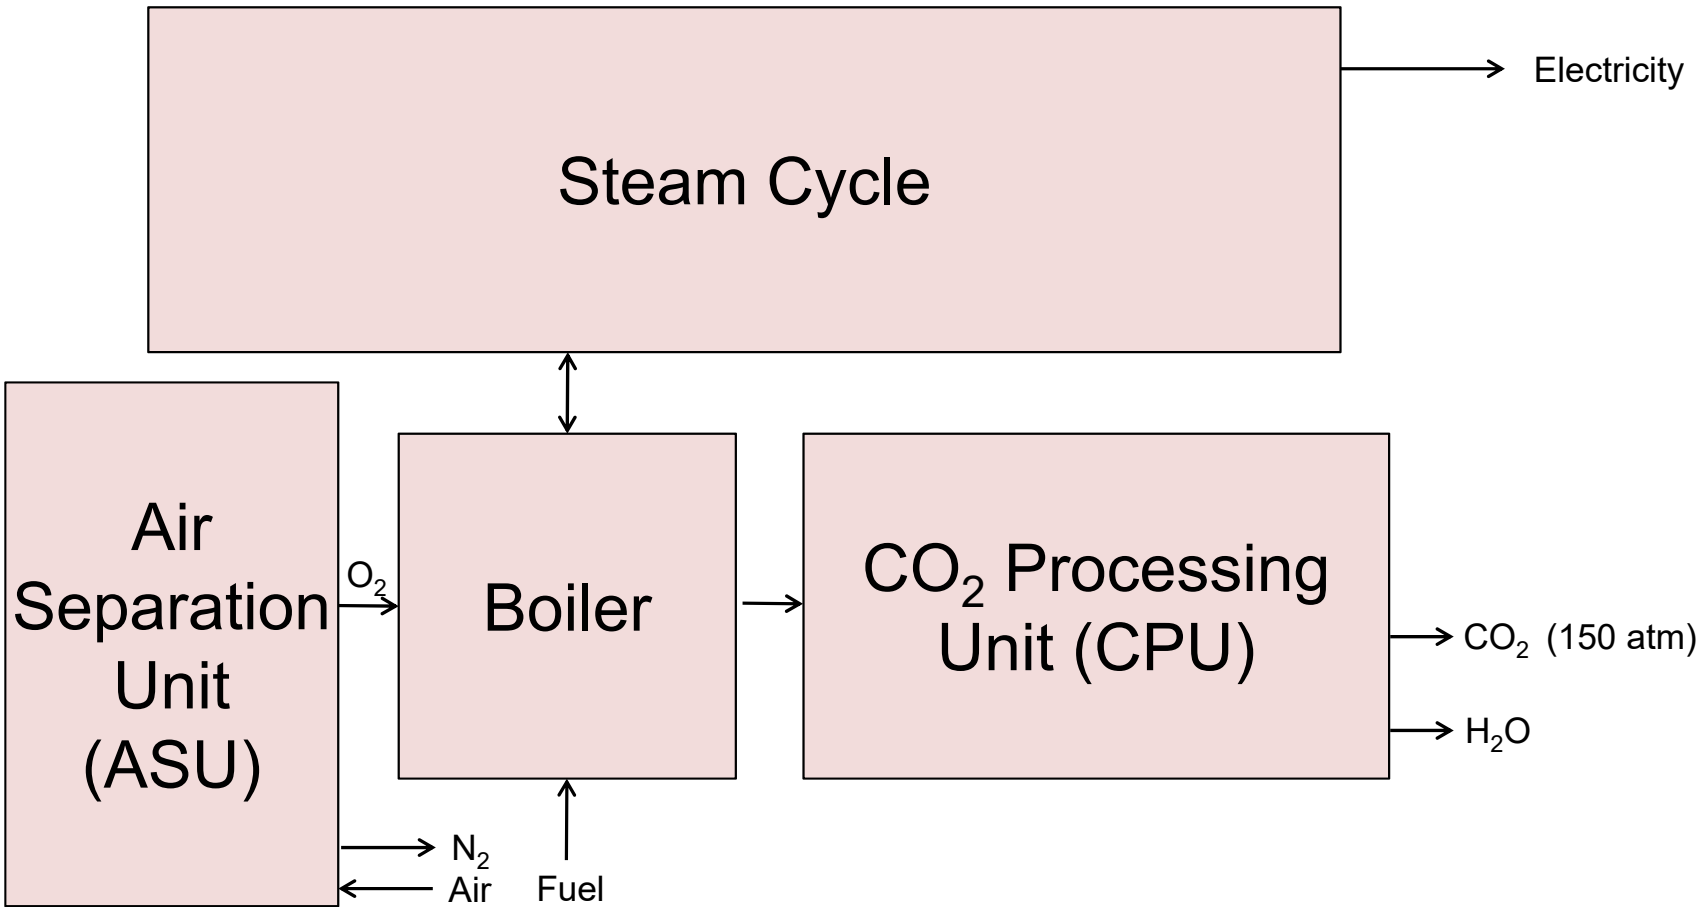 Electricity
Steam Cycle
Air
Separation
Unit
(ASU)
O₂
Boiler
CO₂ Processing
Unit (CPU)
CO₂ (150 atm)
H₂O
N₂
Air
Fuel